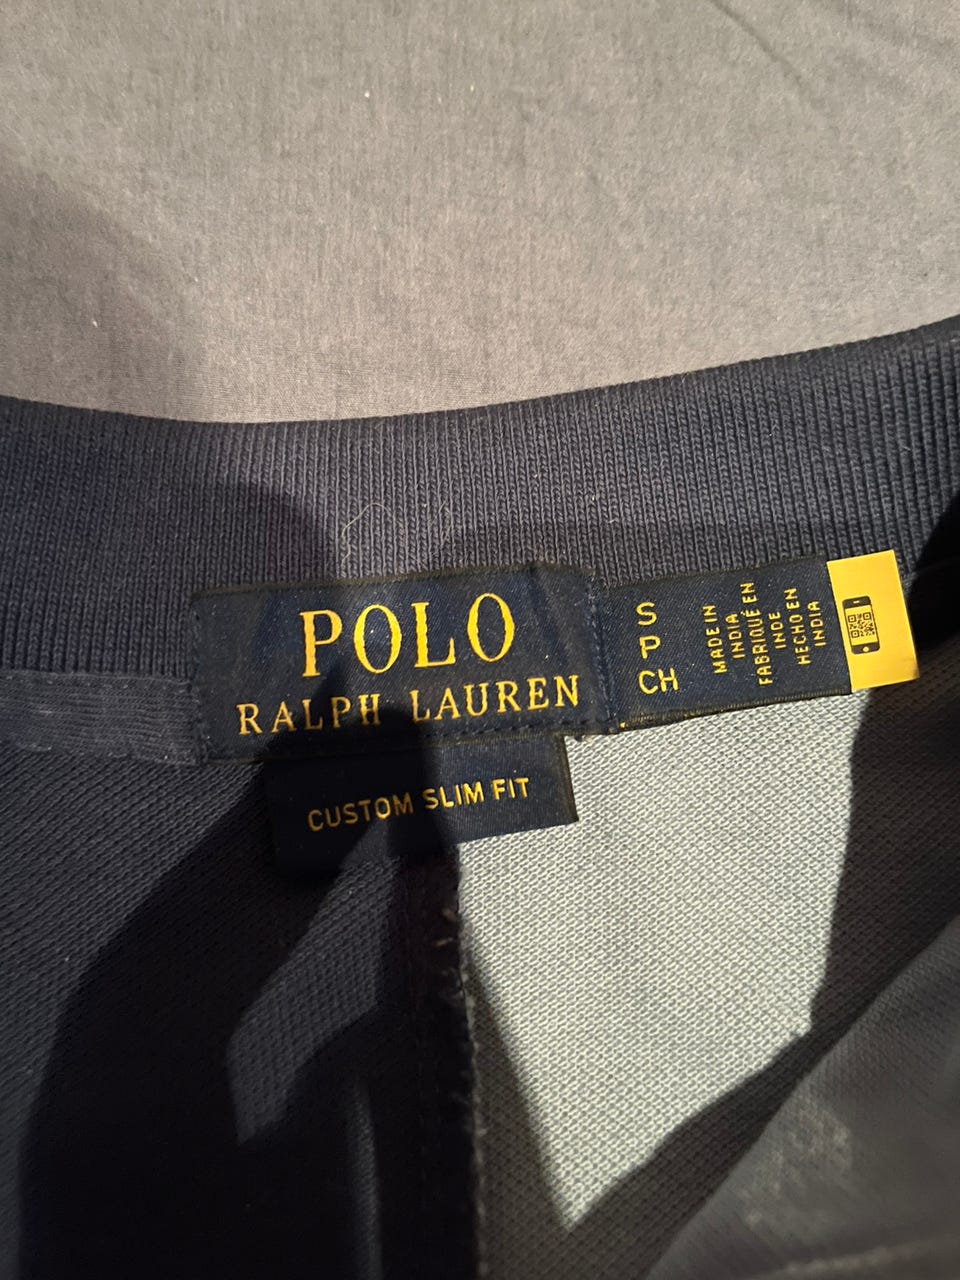 POLO
RALPH LAUREN
CUSTOM SLIM FIT
S
P
CH
MADE IN
INDIA
FABRIQUÉ EN
INDE
HECHO EN
INDIA